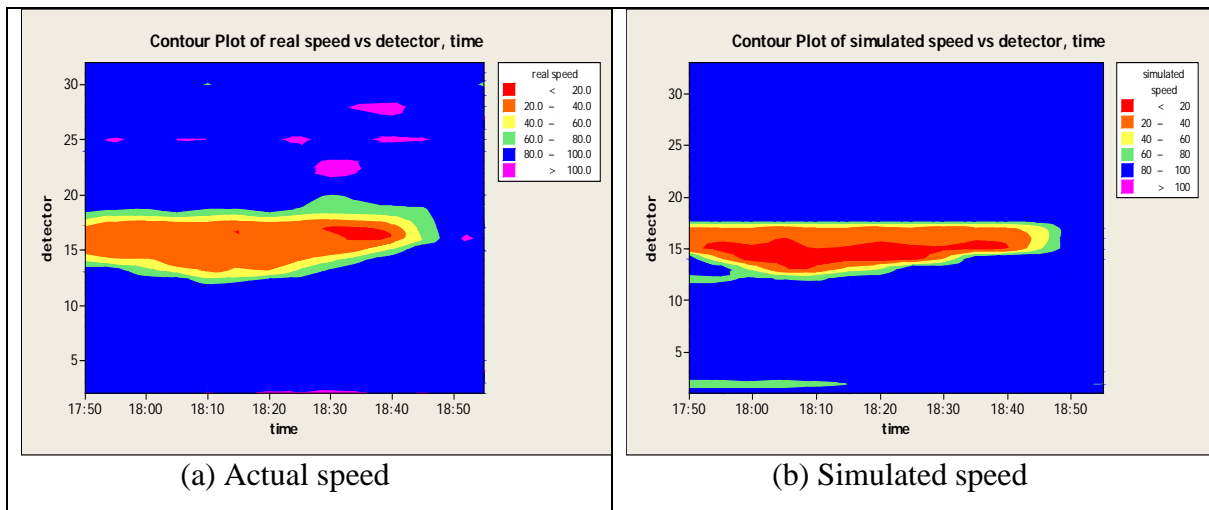 Contour Plot of real speed vs detector, time
real speed
< 20.0
20.0 – 40.0
40.0 – 60.0
60.0 – 80.0
80.0 – 100.0
> 100.0
30
25
20
15
10
5
detector
17:50 18:00 18:10 18:20 18:30 18:40 18:50
time
(a) Actual speed
Contour Plot of simulated speed vs detector, time
simulated
speed
< 20
20 – 40
40 – 60
60 – 80
80 – 100
> 100
30
25
20
15
10
5
detector
17:50 18:00 18:10 18:20 18:30 18:40 18:50
time
(b) Simulated speed